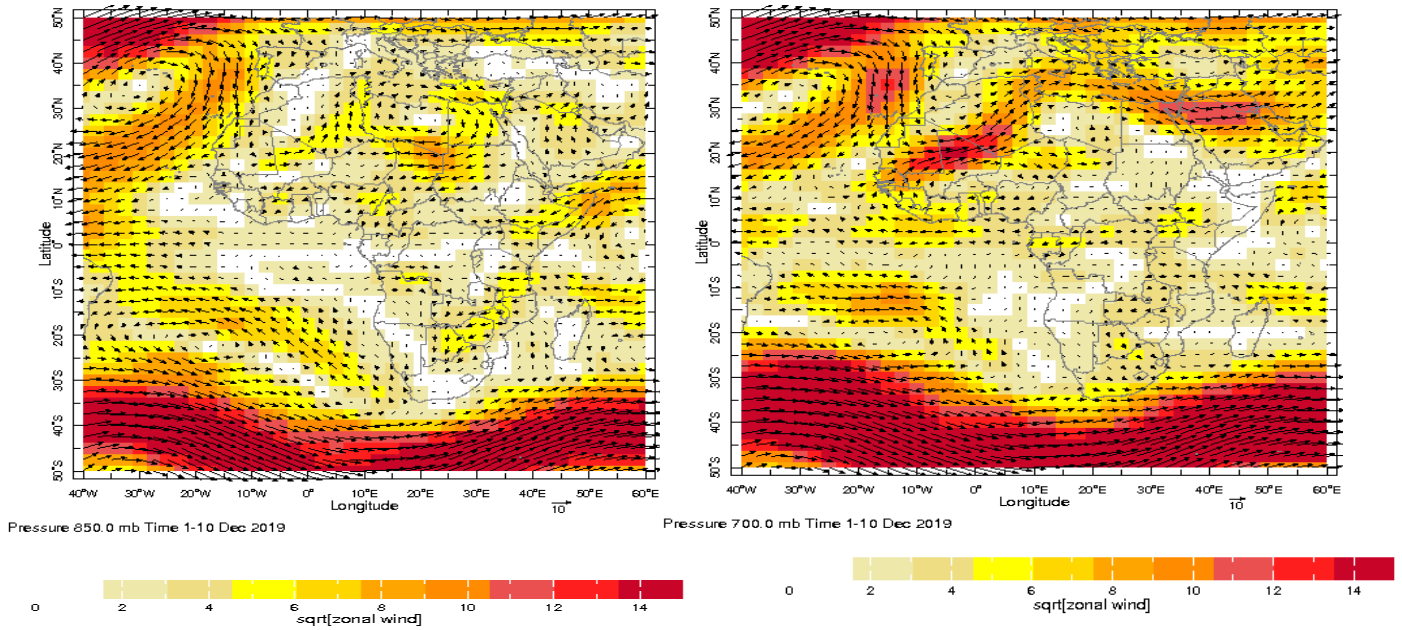 50°N
40°N
30°N
20°N
10°N
0°
10°S
20°S
30°S
40°S
50°S
Latitude
40°W 30°W 20°W 10°W 0° 10°E 20°E 30°E 40°E 50°E 60°E
Longitude
10
Pressure 850.0 mb Time 1-10 Dec 2019
0 2 4 6 8 10 12 14
sqrt[zonal wind]
50°N
40°N
30°N
20°N
10°N
0°
10°S
20°S
30°S
40°S
50°S
Latitude
40°W 30°W 20°W 10°W 0° 10°E 20°E 30°E 40°E 50°E 60°E
Longitude
10
Pressure 700.0 mb Time 1-10 Dec 2019
0 2 4 6 8 10 12 14
sqrt[zonal wind]